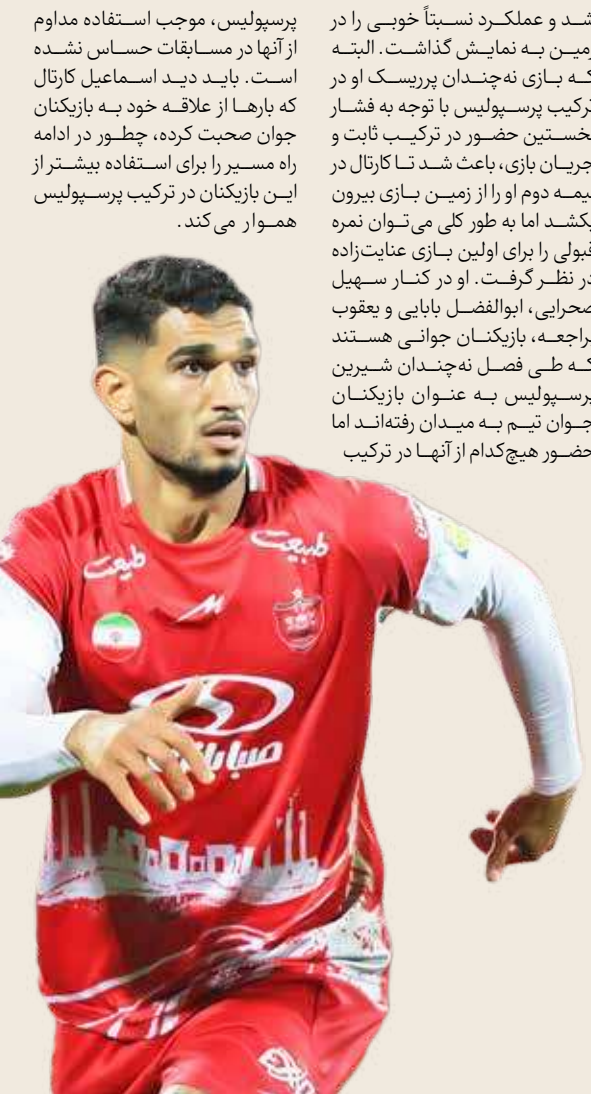 شد و عملکرد نسبتاً خوبی را در
زمین به نمایش گذاشت. البته
که بازی نه‌چندان پرریسک او در
ترکیب پرسپولیس با توجه به فشار
نخستین حضور در ترکیب ثابت و
جریان بازی، باعث شد تا کارتال در
نیمه دوم او را از زمین بازی بیرون
بکشد اما به طور کلی می‌توان نمره
قبولی را برای اولین بازی عنایت‌زاده
در نظر گرفت. او در کنار سهیل
صحرایی، ابوالفضل بابایی و یعقوب
براجعه، بازیکنان جوانی هستند
که طی فصل نه‌چندان شیرین
پرسپولیس به عنوان بازیکنان
جوان تیم به میدان رفته‌اند اما
حضور هیچ‌کدام از آنها در ترکیب
پرسپولیس، موجب استفاده مداوم
از آنها در مسابقات حساس نشده
است. باید دید اسماعیل کارتال
که بارها از علاقه خود به بازیکنان
جوان صحبت کرده، چطور در ادامه
راه مسیر را برای استفاده بیشتر از
این بازیکنان در ترکیب پرسپولیس
هموار می‌کند.
طبیعت
طبیعت